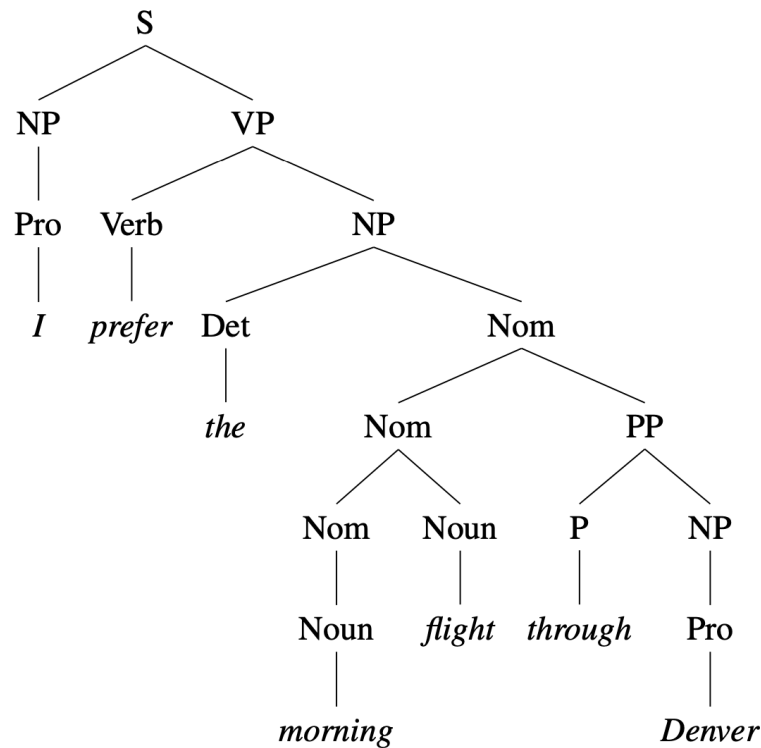 S
NP VP
Pro Verb NP
I prefer Det Nom
the Nom PP
Nom Noun P NP
Noun flight through Pro
morning Denver